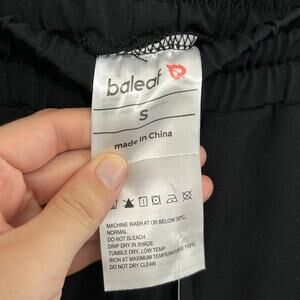 baleaf
S
made in China
MACHINE WASH AT OR BELOW 30°C,
NORMAL
DO NOT BLEACH
DRIP DRY IN SHADE
TUMBLE DRY, LOW TEMP
IRON AT MAXIMUM TEMPERATURE 110°C
DO NOT DRY CLEAN